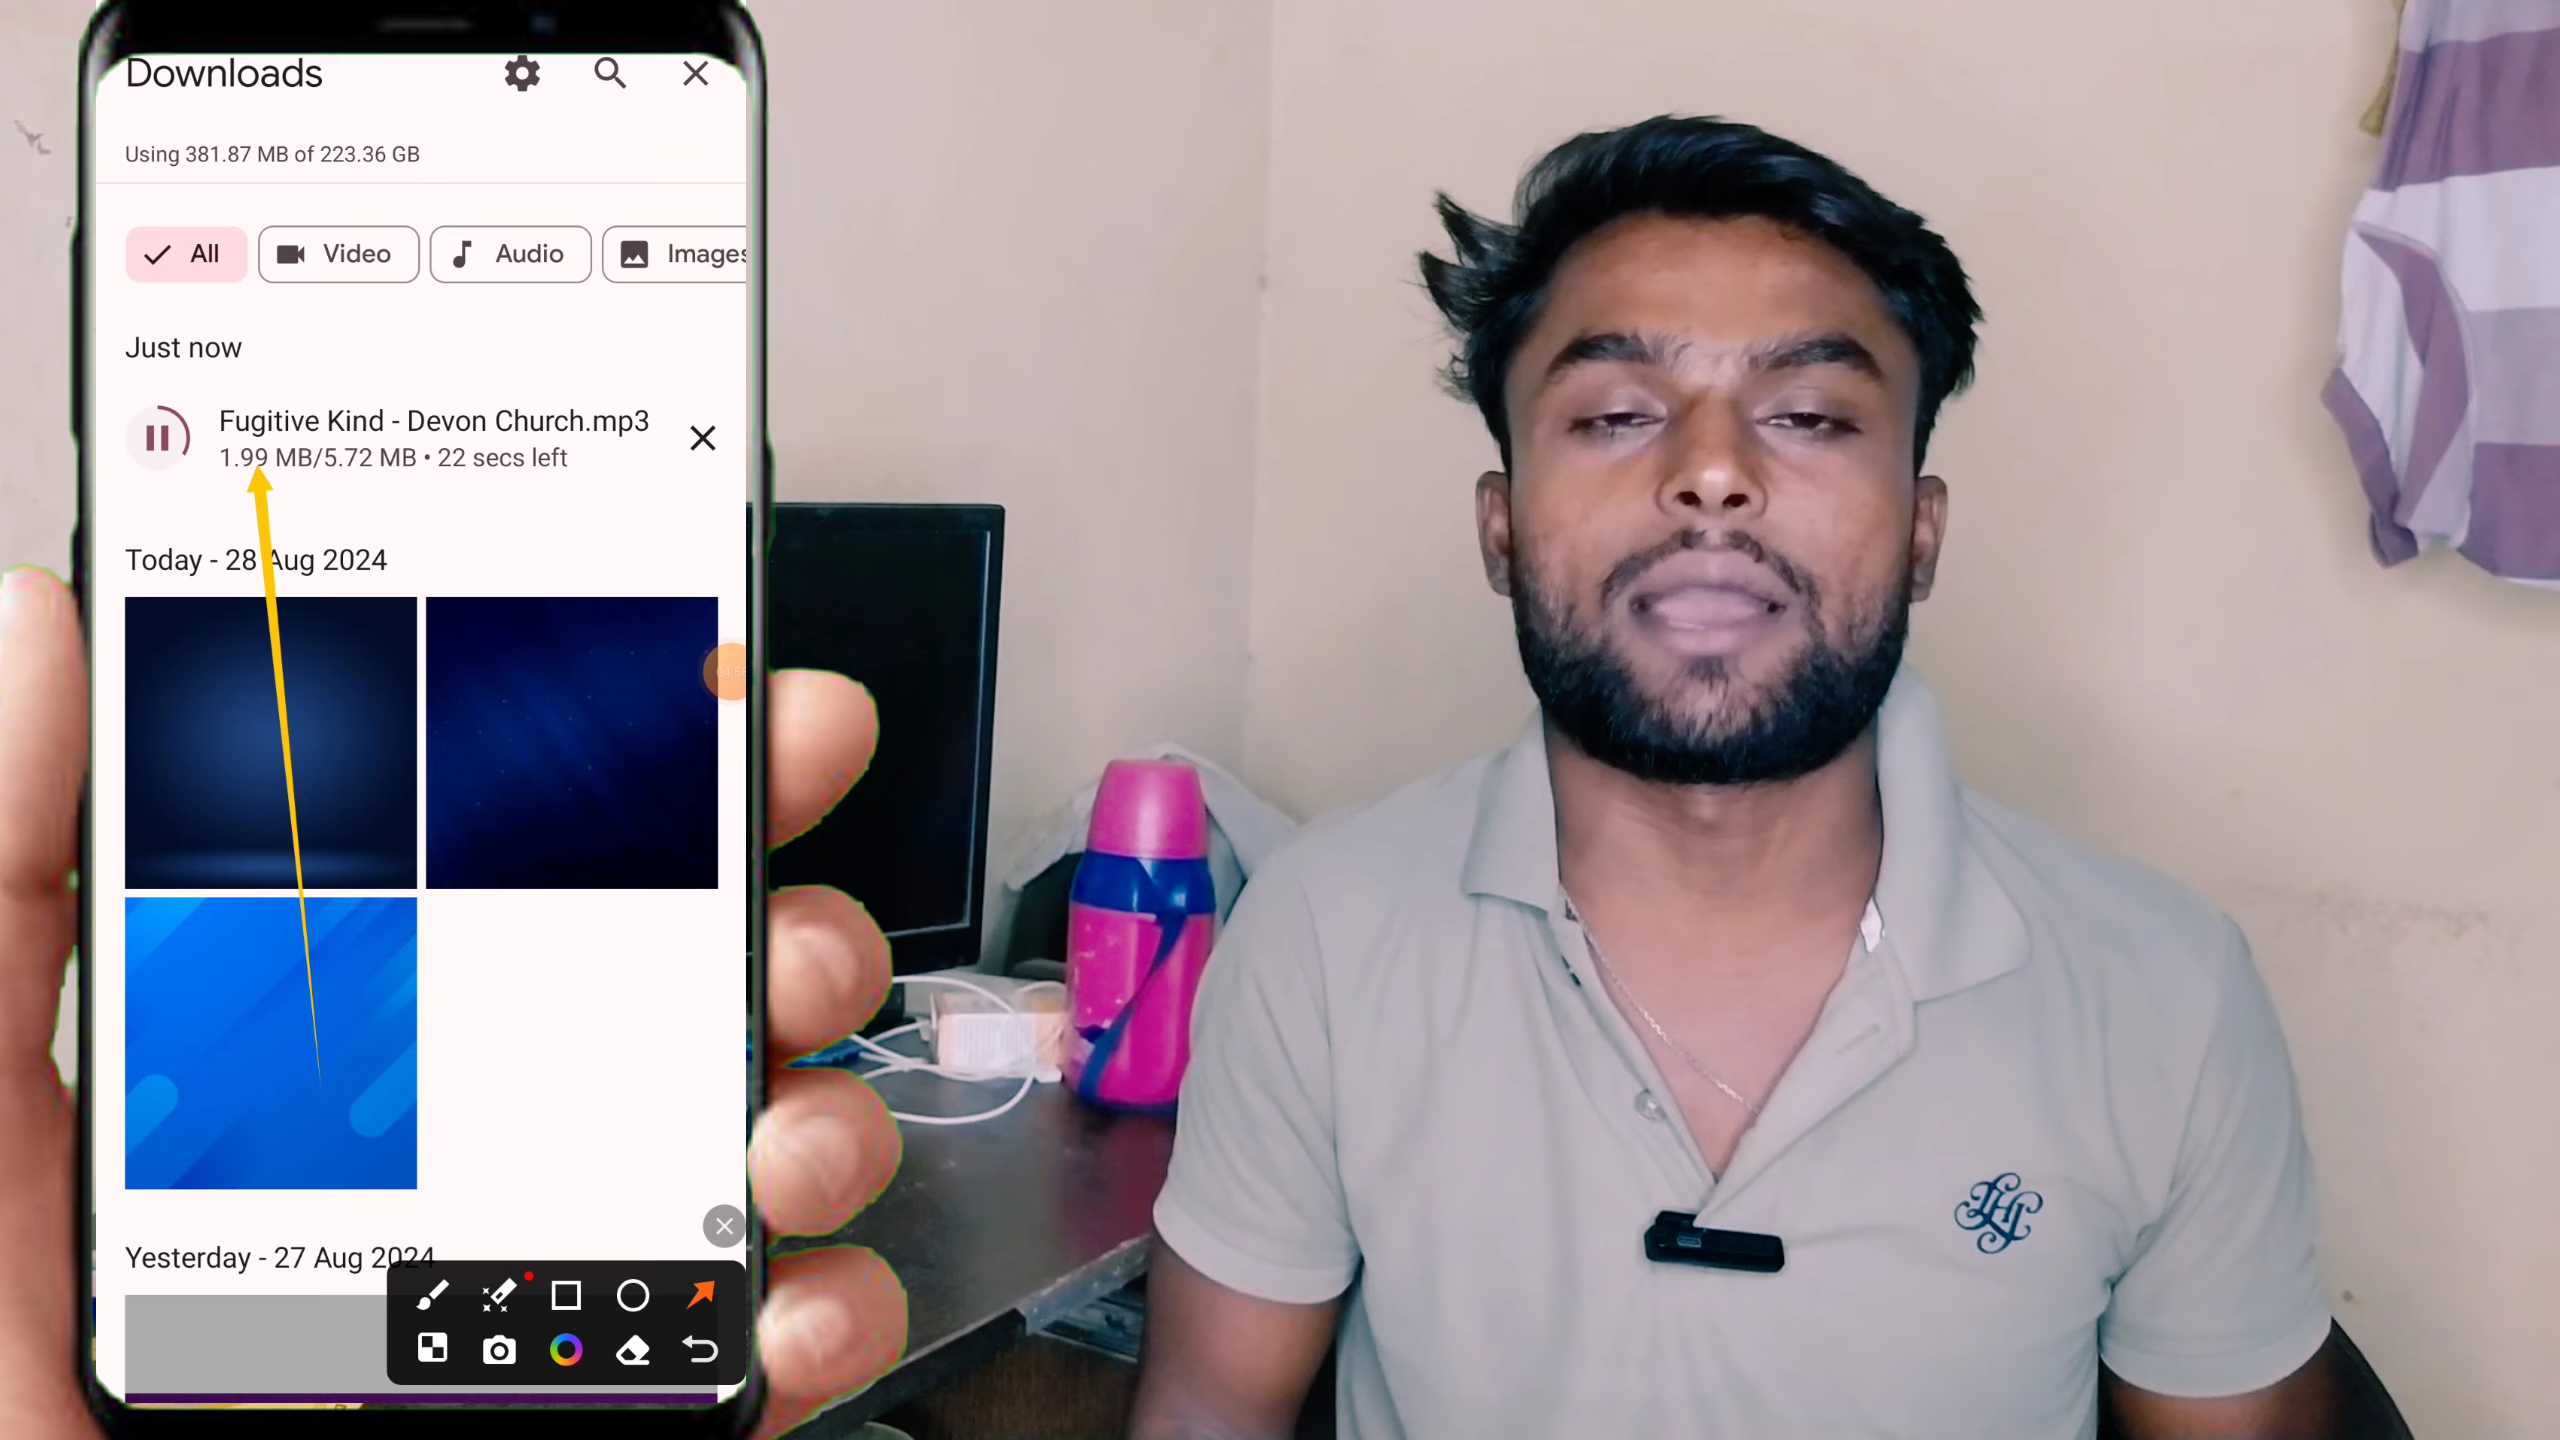 Downloads
Using 381.87 MB of 223.36 GB
All
Video
Audio
Images
Just now
Fugitive Kind - Devon Church.mp3
1.99 MB/5.72 MB • 22 secs left
Today - 28 Aug 2024
Yesterday - 27 Aug 2024